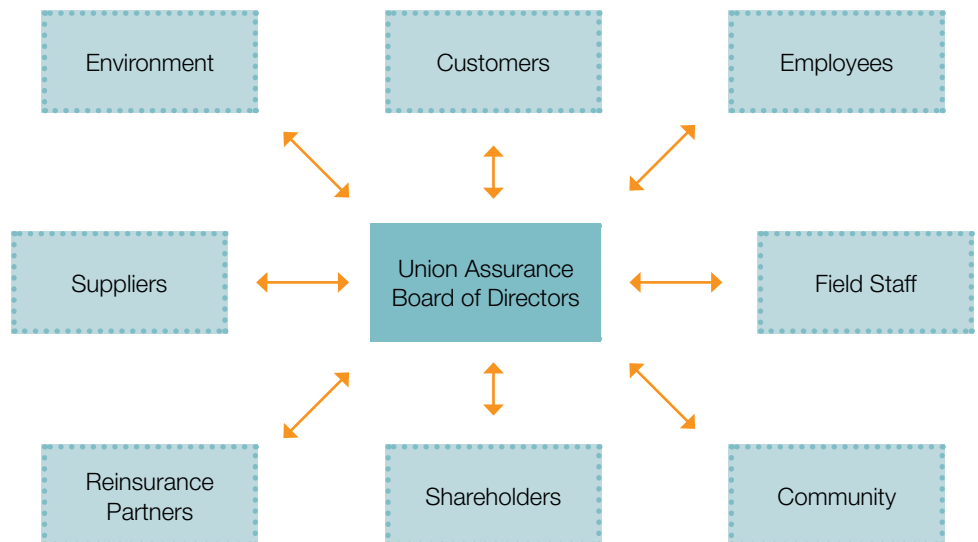 Environment
Customers
Employees
Suppliers
Union Assurance
Board of Directors
Field Staff
Reinsurance
Partners
Shareholders
Community